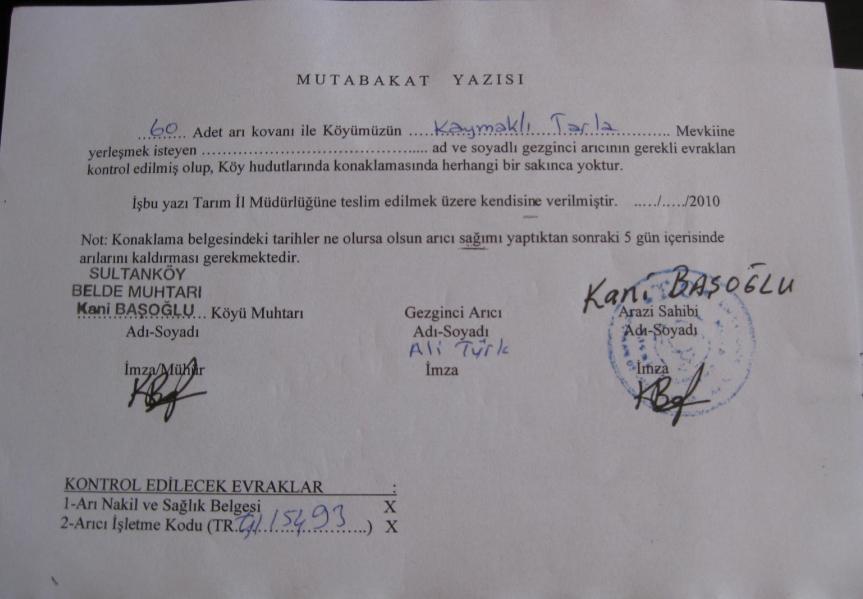 MUTABAKAT YAZISI
60 Adet arı kovanı ile Köyümüzün ......Kaymaklı Tarla............ Mevkiine
yerleşmek isteyen .......................................... ad ve soyadlı gezginci arıcının gerekli evrakları
kontrol edilmiş olup, Köy hudutlarında konaklamasında herhangi bir sakınca yoktur.
İşbu yazı Tarım İl Müdürlüğüne teslim edilmek üzere kendisine verilmiştir. ...../...../2010
Not: Konaklama belgesindeki tarihler ne olursa olsun arıcı sağımı yaptıktan sonraki 5 gün içerisinde
arılarını kaldırması gerekmektedir.
SULTANKÖY
BELDE MUHTARI
Kani BAŞOĞLU... Köyü Muhtarı
Adı-Soyadı
İmza/Mühür
Gezginci Arıcı
Adı-Soyadı
Ali Türk
İmza
Kani BAŞOĞLU
Arazi Sahibi
Adı-Soyadı
İmza
KONTROL EDİLECEK EVRAKLAR :
1-Arı Nakil ve Sağlık Belgesi X
2-Arıcı İşletme Kodu (TR..................) X